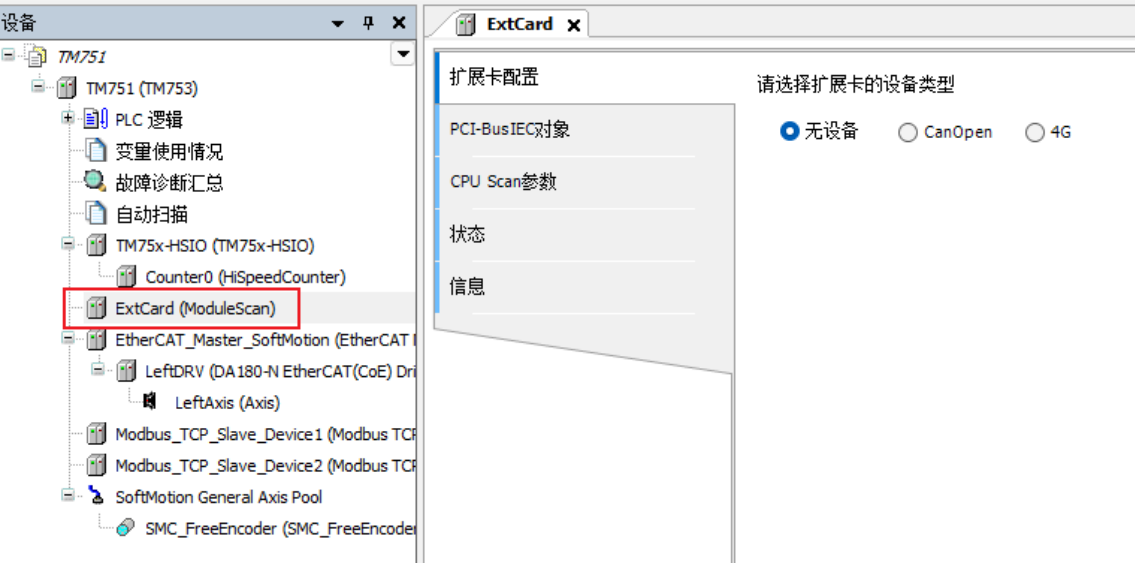 设备
TM751
TM751 (TM753)
PLC 逻辑
变量使用情况
故障诊断汇总
自动扫描
TM75x-HSIO (TM75x-HSIO)
Counter0 (HiSpeedCounter)
ExtCard (ModuleScan)
EtherCAT_Master_SoftMotion (EtherCAT
LeftDRV (DA180-N EtherCAT(CoE) Dri
LeftAxis (Axis)
Modbus_TCP_Slave_Device1 (Modbus TCP
Modbus_TCP_Slave_Device2 (Modbus TCP
SoftMotion General Axis Pool
SMC_FreeEncoder (SMC_FreeEncoder
ExtCard
扩展卡配置
PCI-BusIEC对象
CPU Scan参数
状态
信息
请选择扩展卡的设备类型
无设备 CanOpen 4G